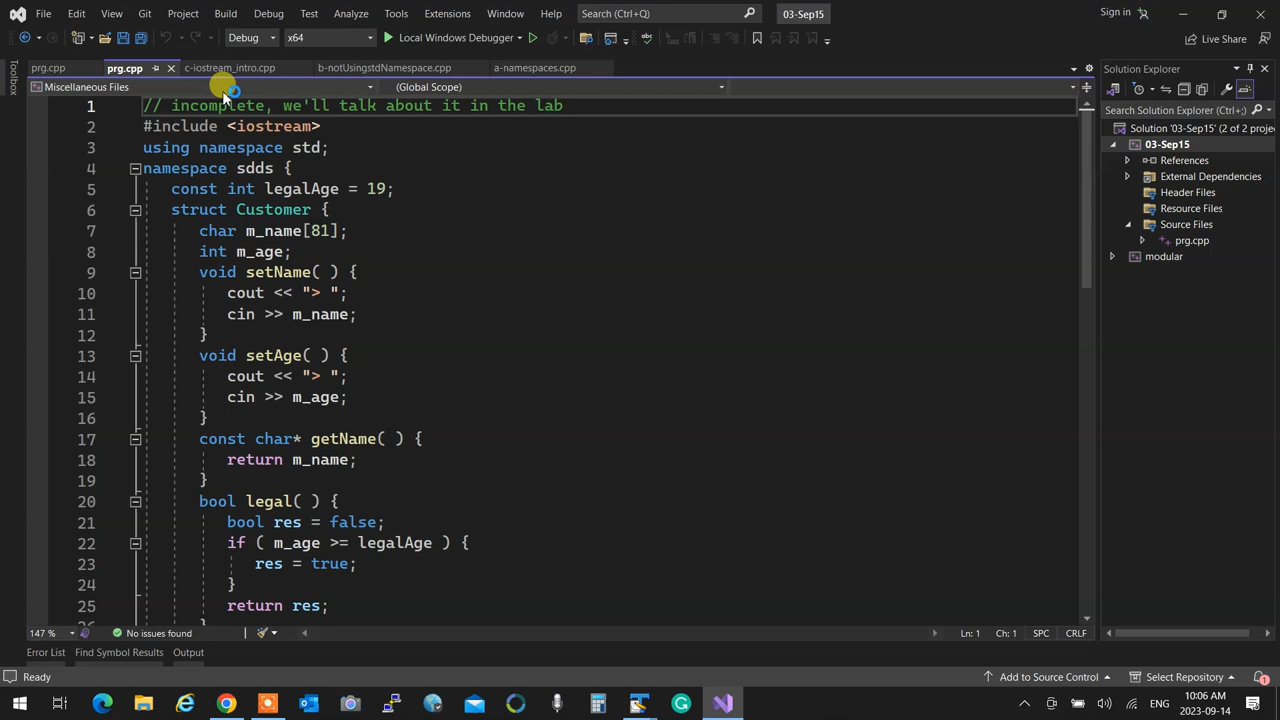 File Edit View Git Project Build Debug Test Analyze Tools Extensions Window Help Search (Ctrl+Q) 03-Sep15 Sign in
Debug x64 Local Windows Debugger Live Share
Toolbox
prg.cpp prg.cpp c-iostream_intro.cpp b-notUsingstdNamespace.cpp a-namespaces.cpp
Miscellaneous Files (Global Scope)
1 // incomplete, we'll talk about it in the lab
2 #include <iostream>
3 using namespace std;
4 namespace sdds {
5 const int legalAge = 19;
6 struct Customer {
7 char m_name[81];
8 int m_age;
9 void setName( ) {
10 cout << "> ";
11 cin >> m_name;
12 }
13 void setAge( ) {
14 cout << "> ";
15 cin >> m_age;
16 }
17 const char* getName( ) {
18 return m_name;
19 }
20 bool legal( ) {
21 bool res = false;
22 if ( m_age >= legalAge ) {
23 res = true;
24 }
25 return res;
26 }
147 % No issues found Ln: 1 Ch: 1 SPC CRLF
Solution Explorer
Search Solution Explorer (Ctrl+;)
Solution '03-Sep15' (2 of 2 project
03-Sep15
References
External Dependencies
Header Files
Resource Files
Source Files
prg.cpp
modular
Find Symbol Results Output
Error List
Ready Add to Source Control Select Repository 1
ENG 10:06 AM
2023-09-14